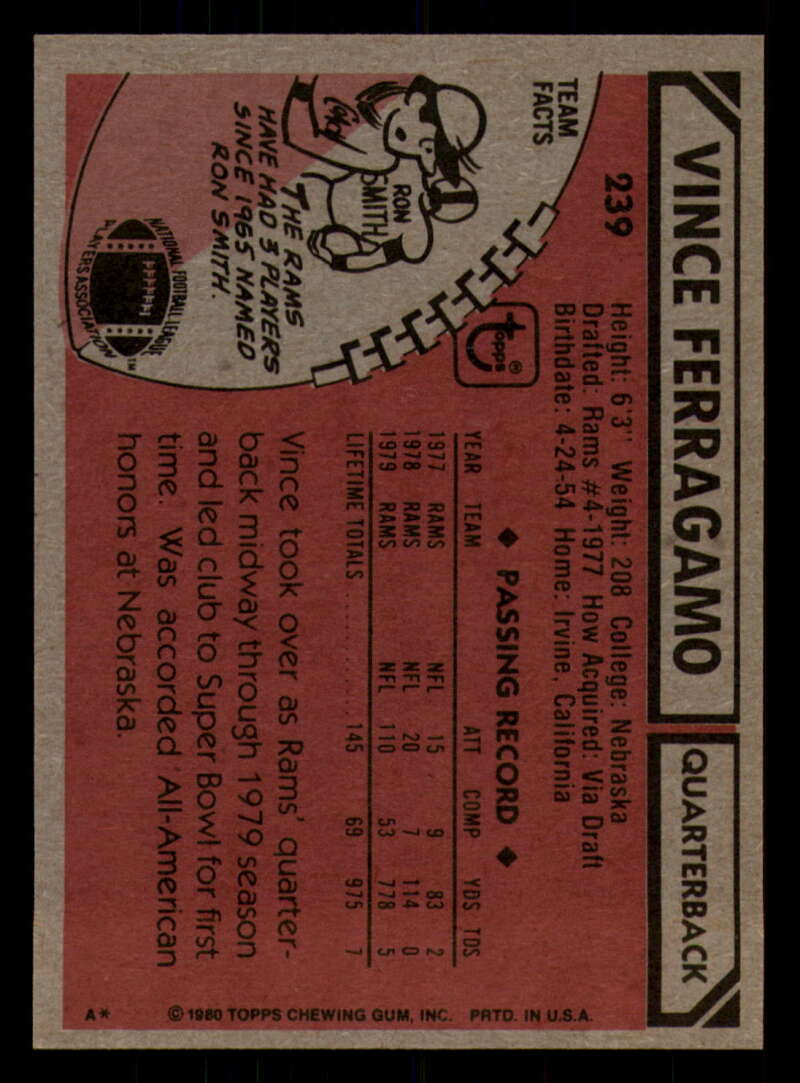 VINCE FERRAGAMO QUARTERBACK
239
Height: 6'3" Weight: 208 College: Nebraska
Drafted: Rams #4-1977 How Acquired: Via Draft
Birthdate: 4-24-54 Home: Irvine, California
TEAM
FACTS
RON
SMITH
THE RAMS
HAVE HAD 3 PLAYERS
SINCE 1965 NAMED
RON SMITH.
NATIONAL FOOTBALL LEAGUE
PLAYERS ASSOCIATION
TM
topps®
◆ PASSING RECORD ◆
YEAR TEAM ATT COMP YDS TDS
1977 RAMS NFL 15 9 83 2
1978 RAMS NFL 20 7 114 0
1979 RAMS NFL 110 53 778 5
LIFETIME TOTALS 145 69 975 7
Vince took over as Rams' quarter-
back midway through 1979 season
and led club to Super Bowl for first
time. Was accorded All-American
honors at Nebraska.
A* © 1980 TOPPS CHEWING GUM, INC. PRTD. IN U.S.A.